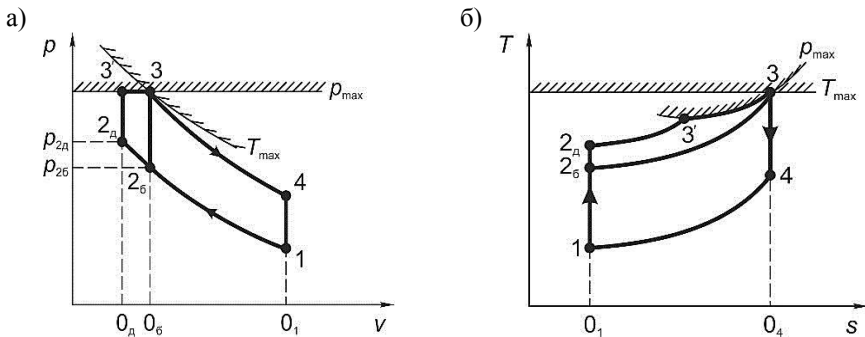 а)
p
3'
3
p_max
2_д
p_2д
T_max
p_2б
2_б
4
1
0_д
0_б
0_1
v
б)
T
p_max
3
T_max
3'
2_д
2_б
4
1
0_1
0_4
s